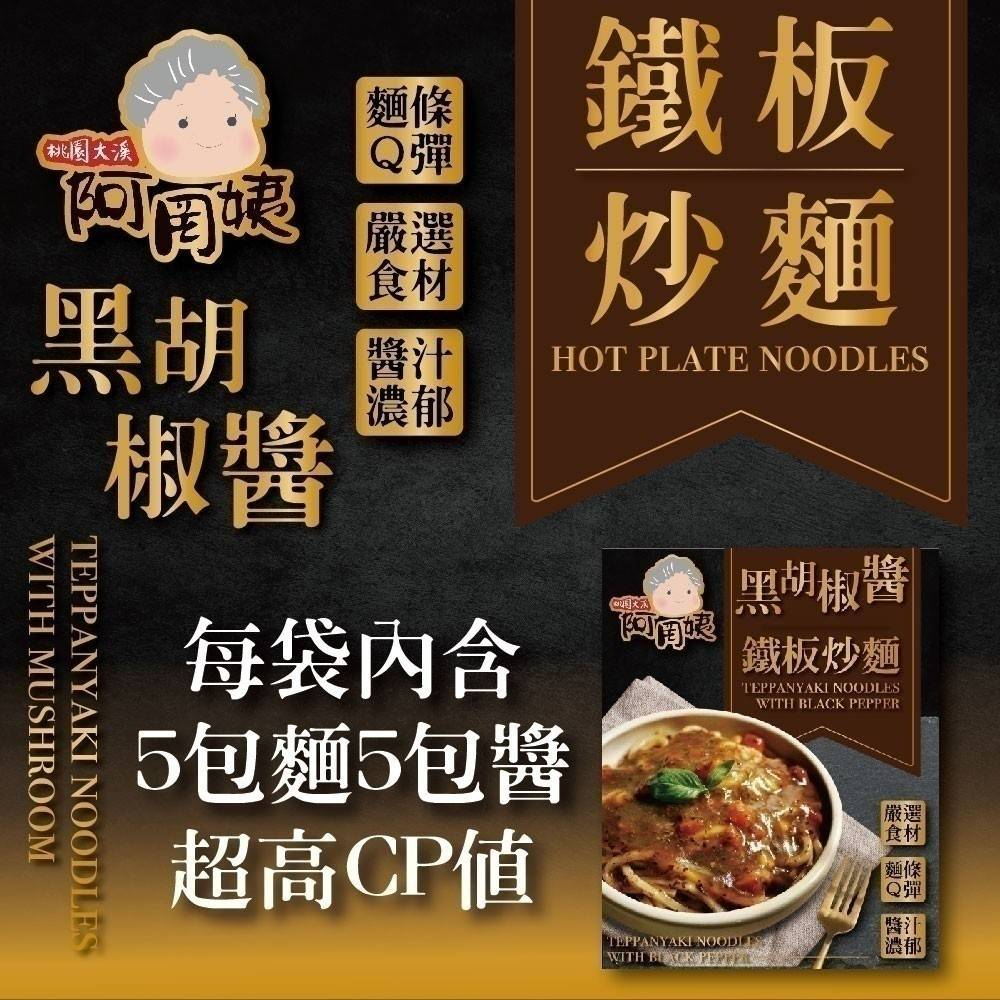 桃園大溪
阿罔姨
黑胡
椒醬
TEPPANYAKI NOODLES
WITH MUSHROOM
麵條
Q彈
嚴選
食材
醬汁
濃郁
鐵板
炒麵
HOT PLATE NOODLES
每袋內含
5包麵5包醬
超高CP值
桃園大溪
阿罔姨
黑胡椒醬
鐵板炒麵
TEPPANYAKI NOODLES
WITH BLACK PEPPER
嚴選
食材
麵條
Q彈
醬汁
濃郁
TEPPANYAKI NOODLES
WITH BLACK PEPPER